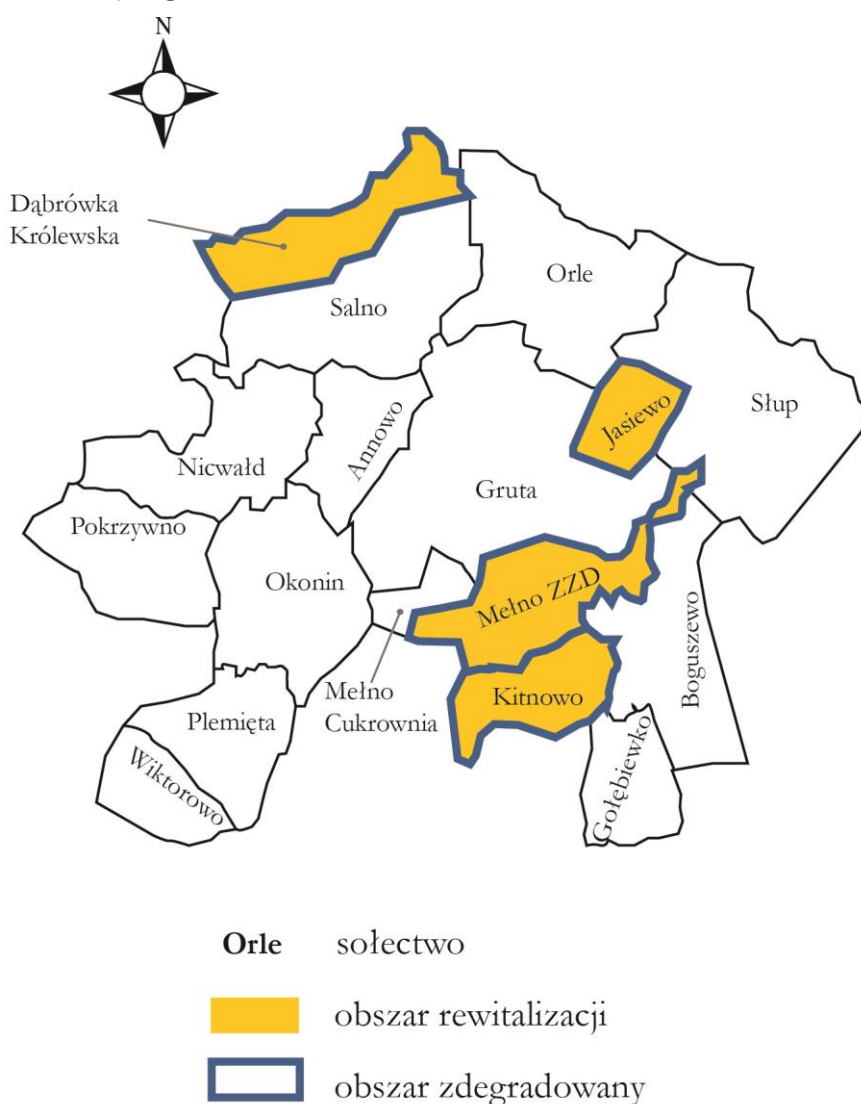 N
Dąbrówka
Królewska
Orle
Salno
Słup
Jasiewo
Annowo
Nicwałd
Gruta
Pokrzywno
Okonin
Mełno ZZD
Boguszewo
Mełno
Cukrownia
Kitnowo
Plemięta
Gołębiewko
Wiktorowo
Orle sołectwo
obszar rewitalizacji
obszar zdegradowany